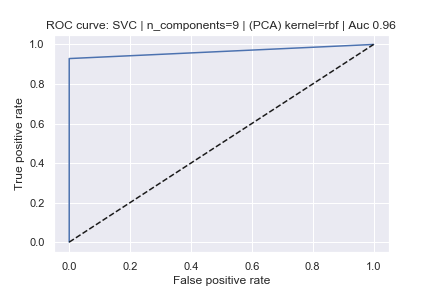 ROC curve: SVC | n_components=9 | (PCA) kernel=rbf | Auc 0.96
1.0
0.8
0.6
0.4
0.2
0.0
True positive rate
0.0 0.2 0.4 0.6 0.8 1.0
False positive rate